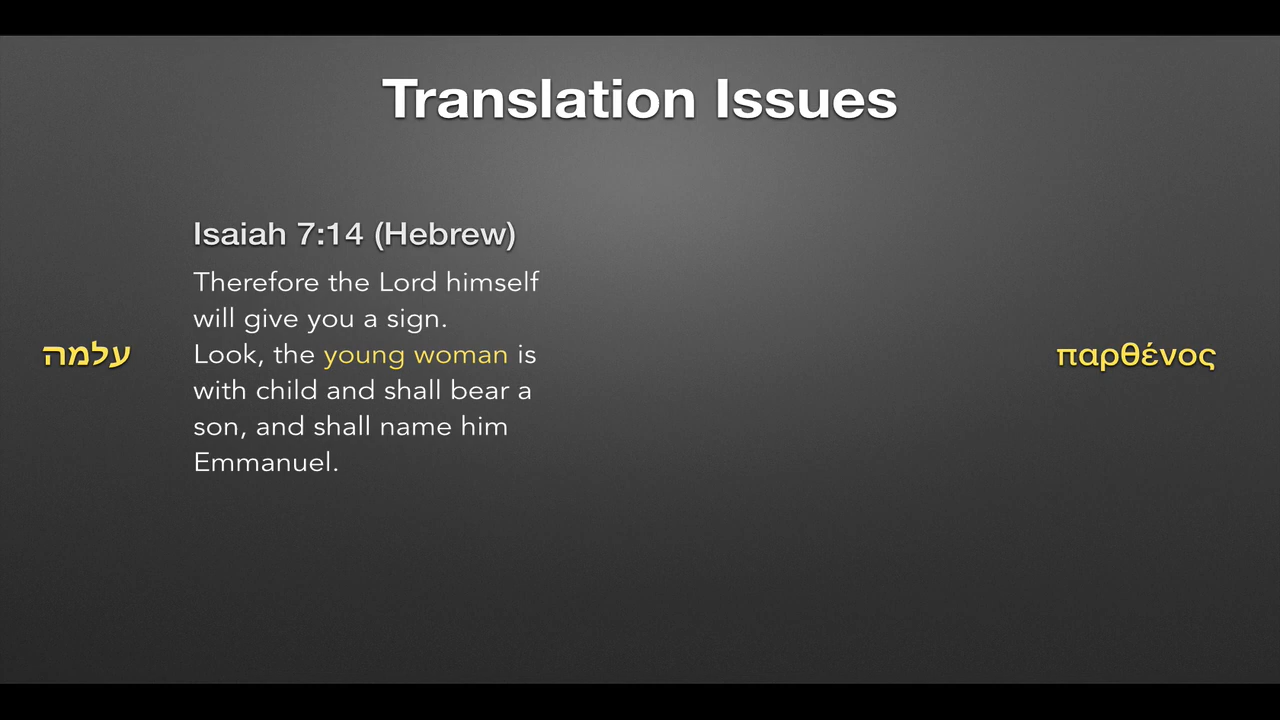 Translation Issues
Isaiah 7:14 (Hebrew)
Therefore the Lord himself
will give you a sign.
Look, the young woman is
with child and shall bear a
son, and shall name him
Emmanuel.
עלמה
παρθένος